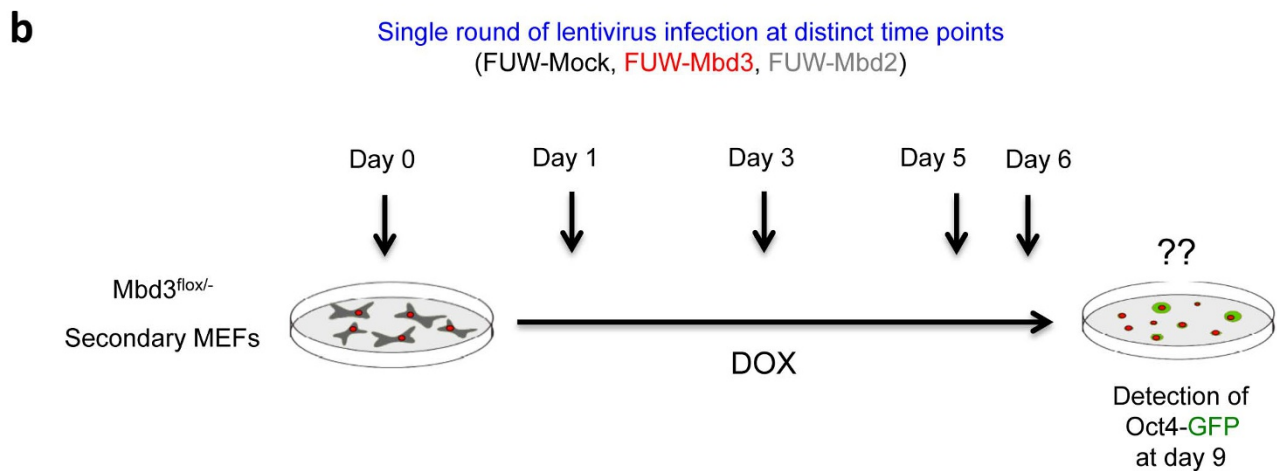 b
Single round of lentivirus infection at distinct time points
(FUW-Mock, FUW-Mbd3, FUW-Mbd2)
Day 0
Day 1
Day 3
Day 5
Day 6
??
Mbd3flox/-
Secondary MEFs
DOX
Detection of
Oct4-GFP
at day 9